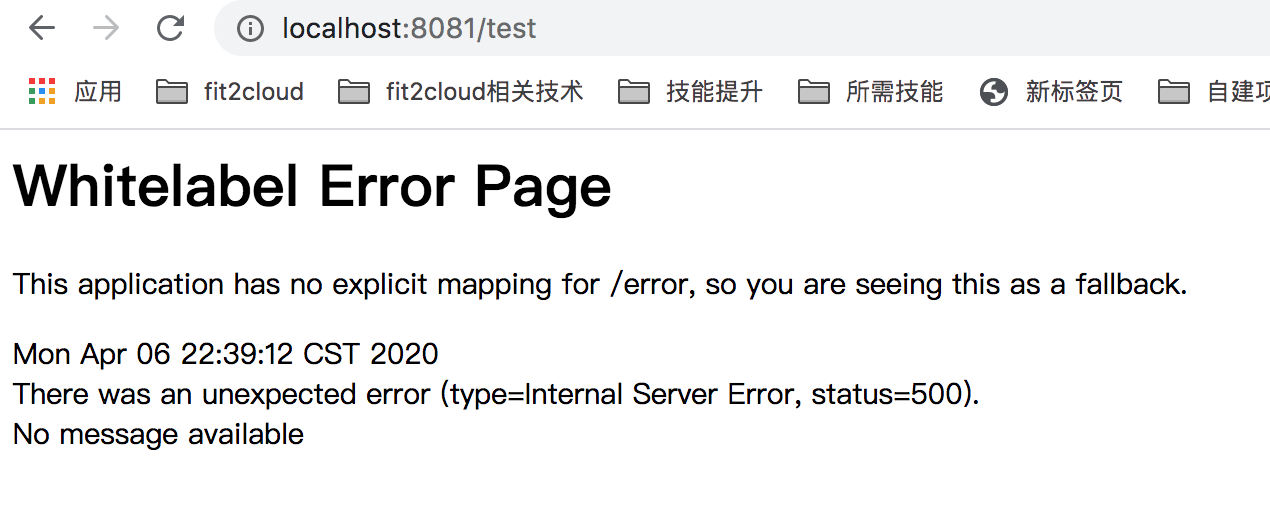 localhost:8081/test
应用 fit2cloud fit2cloud相关技术 技能提升 所需技能 新标签页 自建
Whitelabel Error Page
This application has no explicit mapping for /error, so you are seeing this as a fallback.
Mon Apr 06 22:39:12 CST 2020
There was an unexpected error (type=Internal Server Error, status=500).
No message available